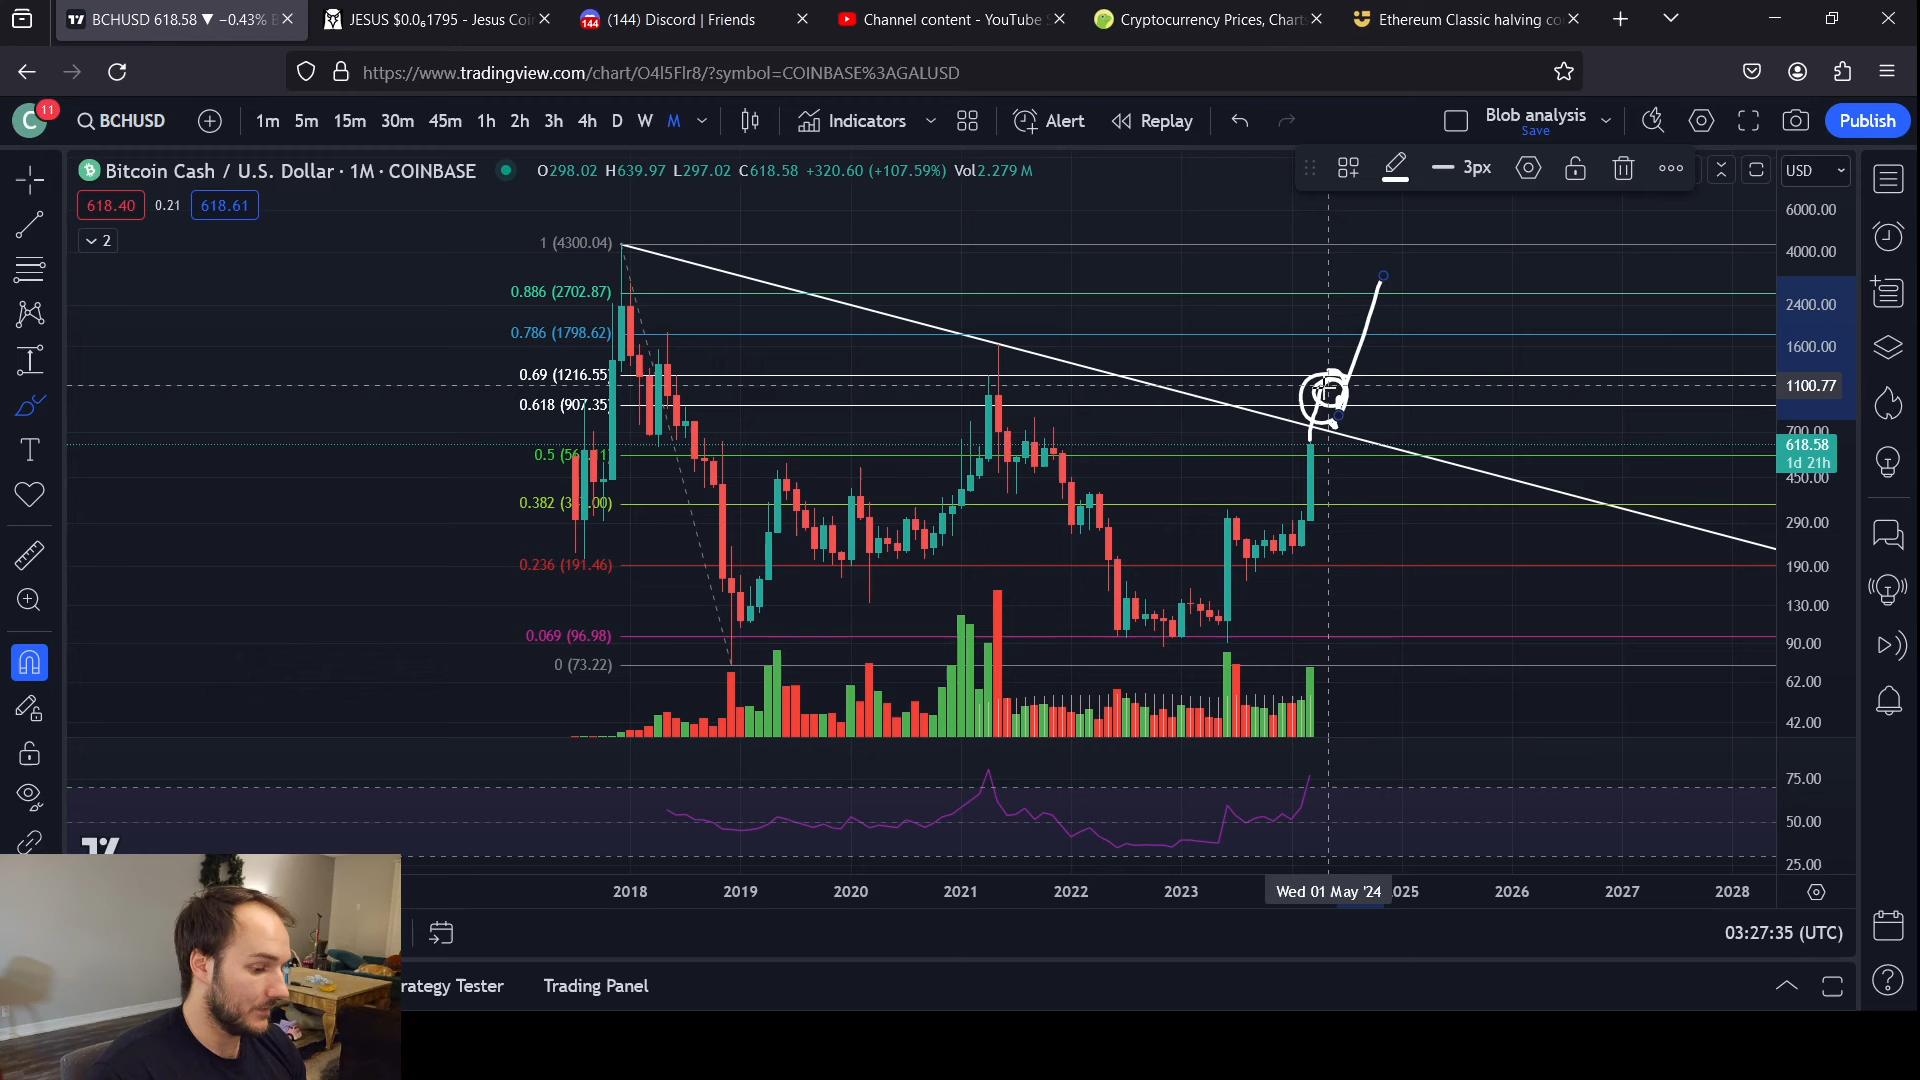 BCHUSD 618.58 ▼ −0.43%
JESUS $0.0₆1795 - Jesus Coi
(144) Discord | Friends
Channel content - YouTube
Cryptocurrency Prices, Chart
Ethereum Classic halving co
https://www.tradingview.com/chart/O4l5Flr8/?symbol=COINBASE%3AGALUSD
C
11
BCHUSD
1m 5m 15m 30m 45m 1h 2h 3h 4h D W M
Indicators
Alert
Replay
Blob analysis
Save
Publish
Bitcoin Cash / U.S. Dollar · 1M · COINBASE
O298.02 H639.97 L297.02 C618.58 +320.60 (+107.59%) Vol2.279 M
3px
USD
618.40 0.21 618.61
2
6000.00
1 (4300.04)
4000.00
0.886 (2702.87)
2400.00
0.786 (1798.62)
1600.00
0.69 (1216.55)
1100.77
0.618 (907.35)
700.00
618.58
1d 21h
0.5
450.00
0.382
290.00
0.236 (191.46)
190.00
130.00
0.069 (96.98)
90.00
0 (73.22)
62.00
42.00
75.00
50.00
25.00
2018 2019 2020 2021 2022 2023 Wed 01 May '24 025 2026 2027 2028
03:27:35 (UTC)
rategy Tester
Trading Panel